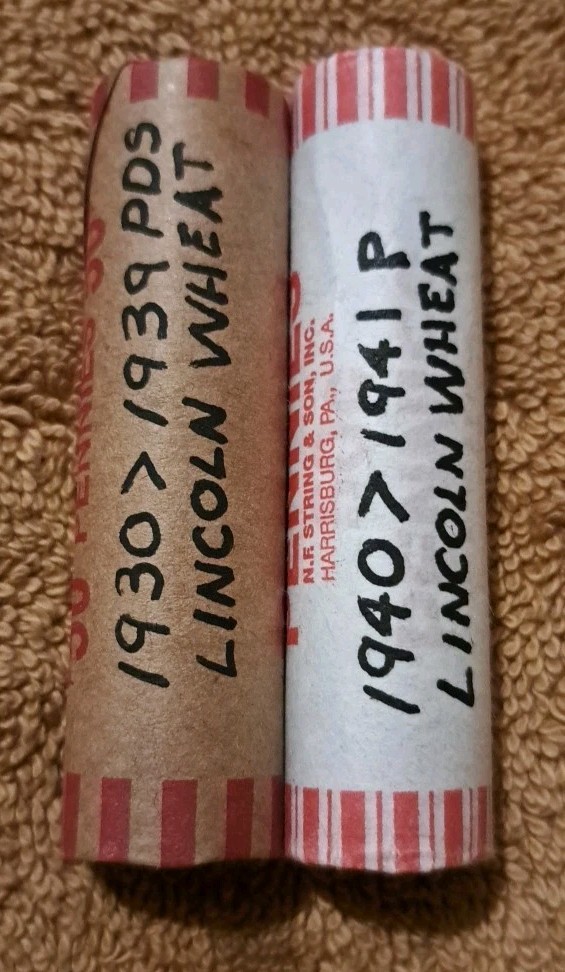 50 PENNIES 50
1930>1939 PDS
LINCOLN WHEAT
PENNIES
N.F. STRING & SON, INC.
HARRISBURG, PA., U.S.A.
1940>1941 P
LINCOLN WHEAT